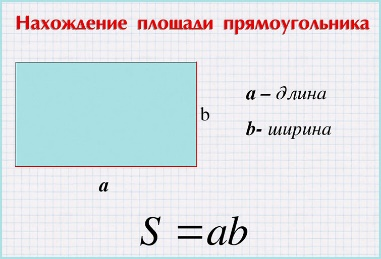 Нахождение площади прямоугольника
a – длина
b
b- ширина
a
S =ab